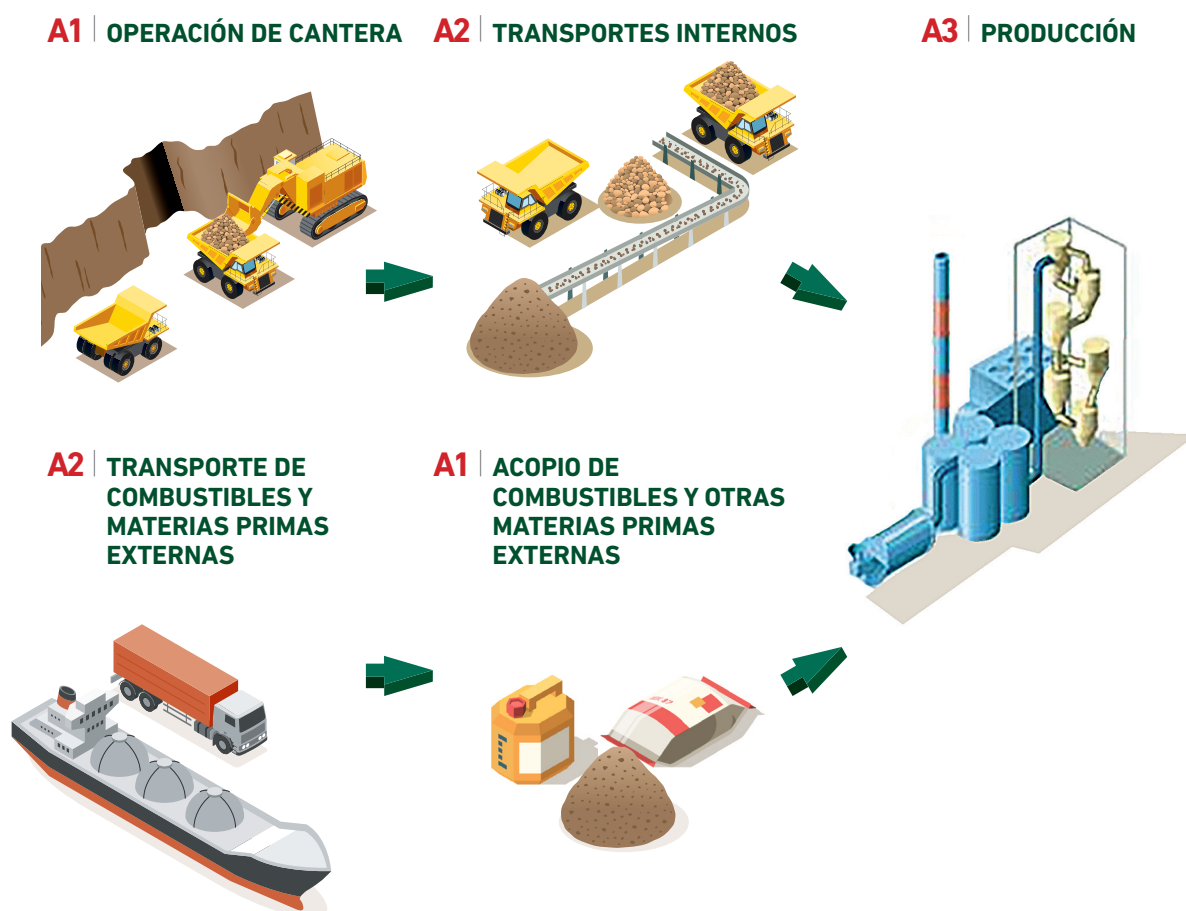 A1 OPERACIÓN DE CANTERA
A2 TRANSPORTES INTERNOS
A3 PRODUCCIÓN
A2 TRANSPORTE DE
COMBUSTIBLES Y
MATERIAS PRIMAS
EXTERNAS
A1 ACOPIO DE
COMBUSTIBLES Y OTRAS
MATERIAS PRIMAS
EXTERNAS